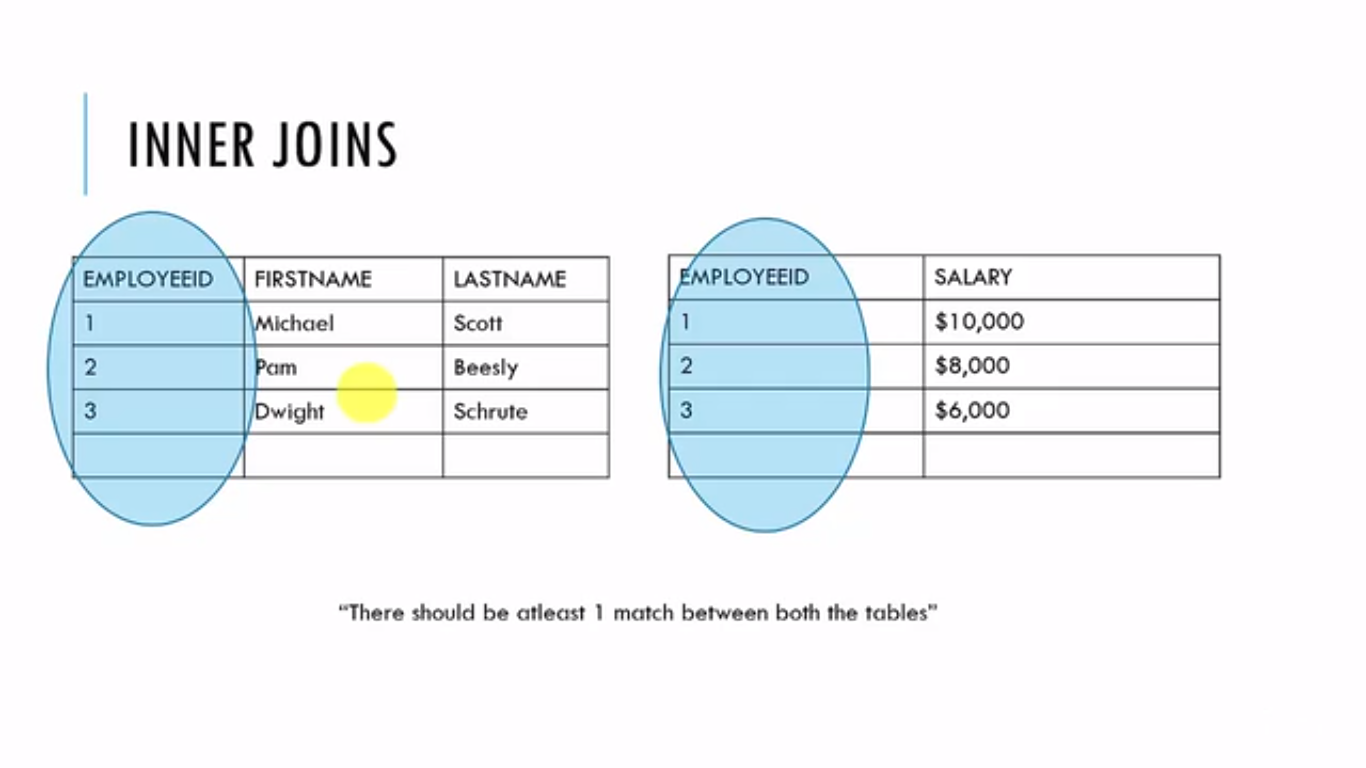 INNER JOINS
EMPLOYEEID FIRSTNAME LASTNAME
1 Michael Scott
2 Pam Beesly
3 Dwight Schrute
EMPLOYEEID SALARY
1 $10,000
2 $8,000
3 $6,000
“There should be atleast 1 match between both the tables”